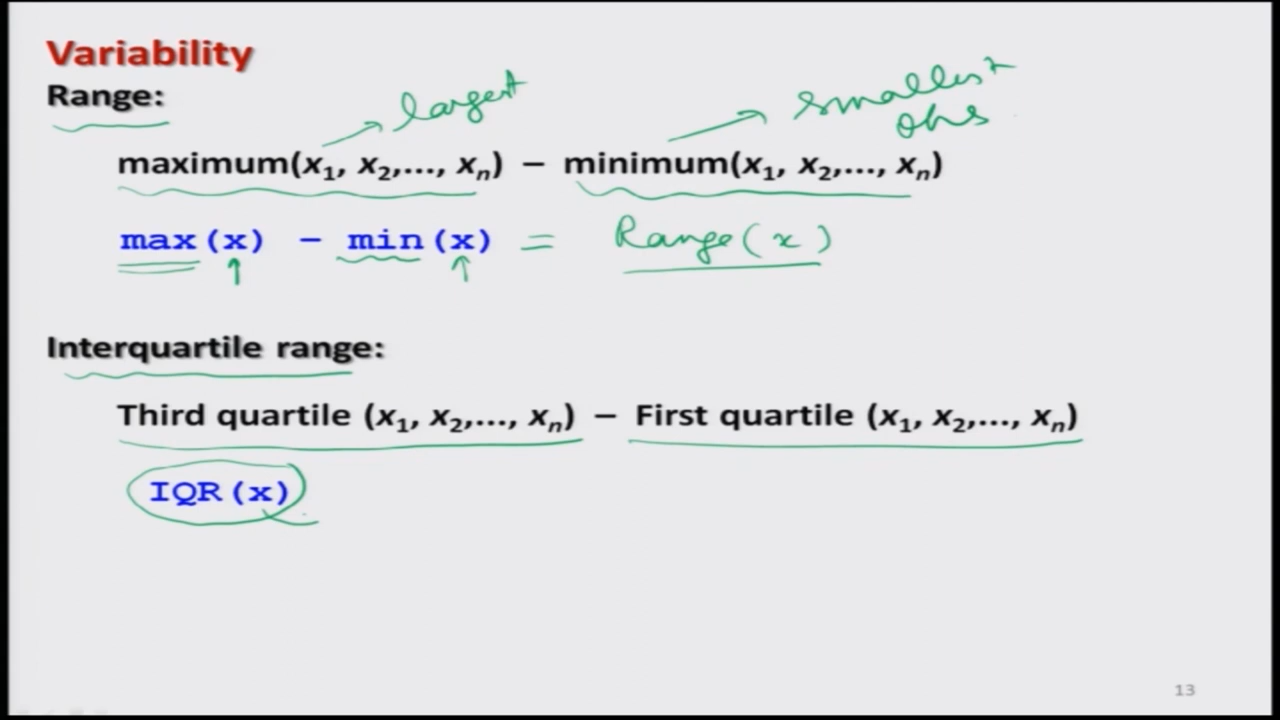 Variability
Range:
largest
smallest
obs
maximum(x1, x2,..., xn) – minimum(x1, x2,..., xn)
max(x) – min(x) = Range(x)
Interquartile range:
Third quartile (x1, x2,..., xn) – First quartile (x1, x2,..., xn)
IQR(x)
13